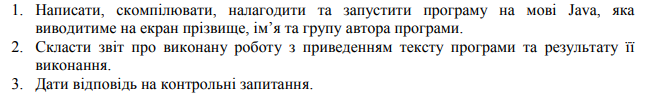 1. Написати, скомпілювати, налагодити та запустити програму на мові Java, яка
виводитиме на екран прізвище, ім’я та групу автора програми.
2. Скласти звіт про виконану роботу з приведенням тексту програми та результату її
виконання.
3. Дати відповідь на контрольні запитання.